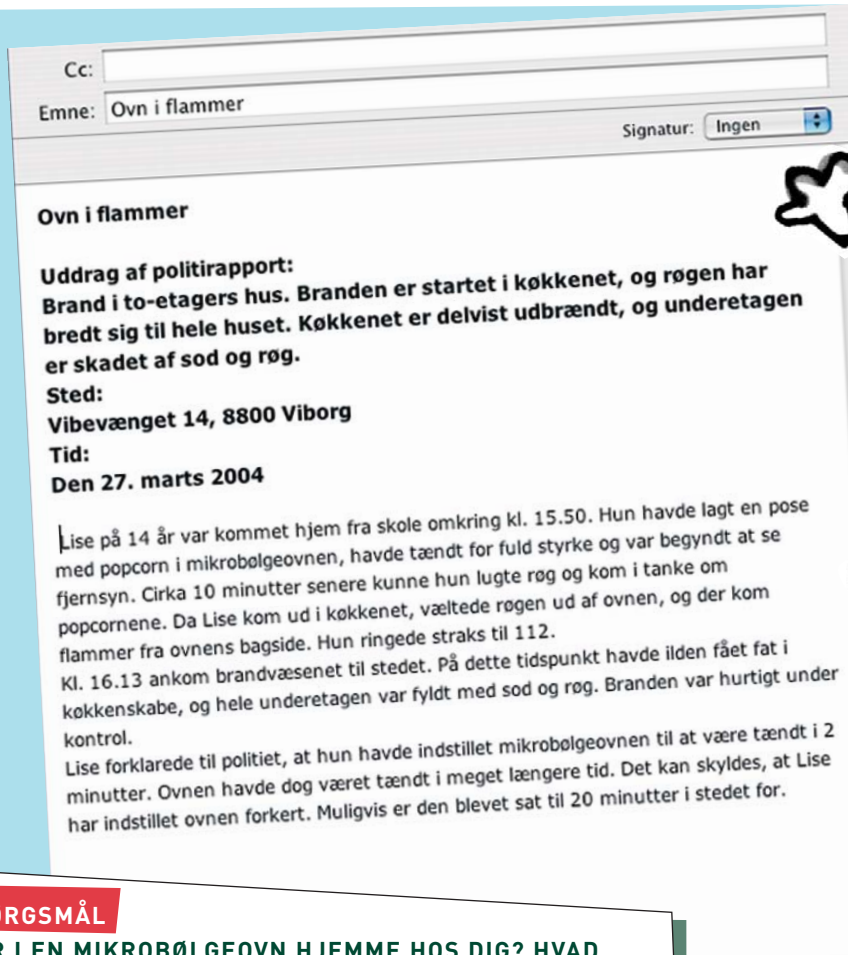 Cc:
Emne: Ovn i flammer
Signatur: Ingen
Ovn i flammer
Uddrag af politirapport:
Brand i to-etagers hus. Branden er startet i køkkenet, og røgen har
bredt sig til hele huset. Køkkenet er delvist udbrændt, og underetagen
er skadet af sod og røg.
Sted:
Vibevænget 14, 8800 Viborg
Tid:
Den 27. marts 2004
Lise på 14 år var kommet hjem fra skole omkring kl. 15.50. Hun havde lagt en pose
med popcorn i mikrobølgeovnen, havde tændt for fuld styrke og var begyndt at se
fjernsyn. Cirka 10 minutter senere kunne hun lugte røg og kom i tanke om
popcornene. Da Lise kom ud i køkkenet, væltede røgen ud af ovnen, og der kom
flammer fra ovnens bagside. Hun ringede straks til 112.
Kl. 16.13 ankom brandvæsenet til stedet. På dette tidspunkt havde ilden fået fat i
køkkenskabe, og hele underetagen var fyldt med sod og røg. Branden var hurtigt under
kontrol.
Lise forklarede til politiet, at hun havde indstillet mikrobølgeovnen til at være tændt i 2
minutter. Ovnen havde dog været tændt i meget længere tid. Det kan skyldes, at Lise
har indstillet ovnen forkert. Muligvis er den blevet sat til 20 minutter i stedet for.
ORGSMÅL
R I EN MIKROBØLGEOVN HJEMME HOS DIG? HVAD